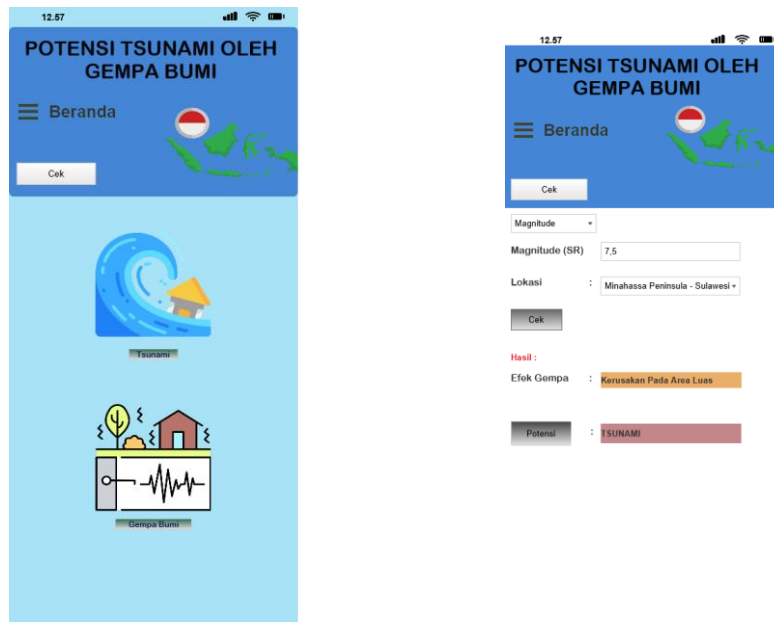 12.57
POTENSI TSUNAMI OLEH
GEMPA BUMI
Beranda
Cek
Tsunami
Gempa Bumi
12.57
POTENSI TSUNAMI OLEH
GEMPA BUMI
Beranda
Cek
Magnitude
Magnitude (SR) 7,5
Lokasi : Minahassa Peninsula - Sulawesi
Cek
Hasil :
Efek Gempa : Kerusakan Pada Area Luas
Potensi : TSUNAMI